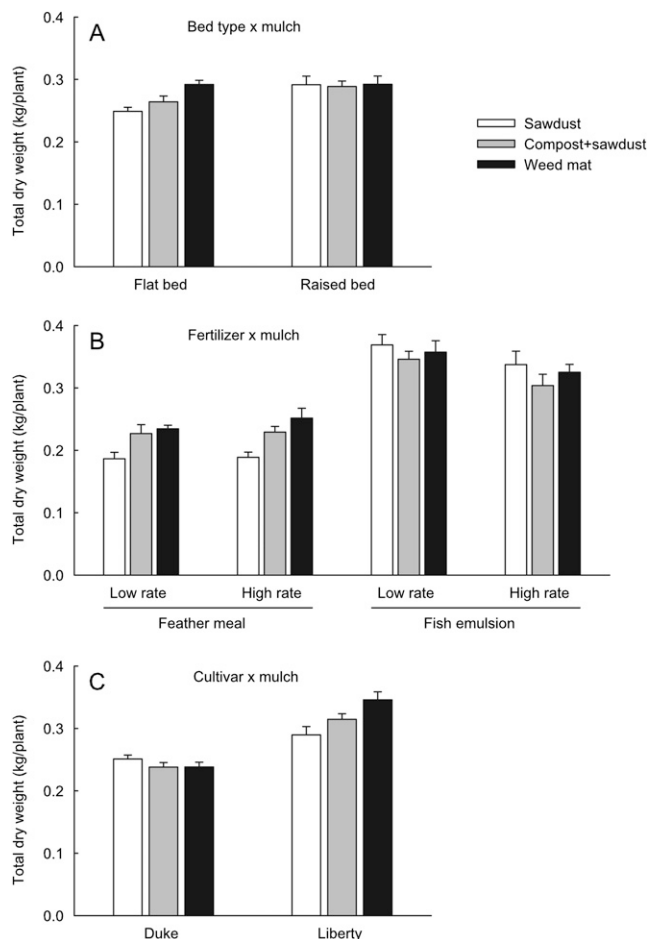 A
Bed type x mulch
Total dry weight (kg/plant)
0.4
0.3
0.2
0.1
0.0
Flat bed Raised bed
Sawdust
Compost+sawdust
Weed mat
B
Fertilizer x mulch
Total dry weight (kg/plant)
0.4
0.3
0.2
0.1
0.0
Low rate High rate Low rate High rate
Feather meal Fish emulsion
C
Cultivar x mulch
Total dry weight (kg/plant)
0.4
0.3
0.2
0.1
0.0
Duke Liberty